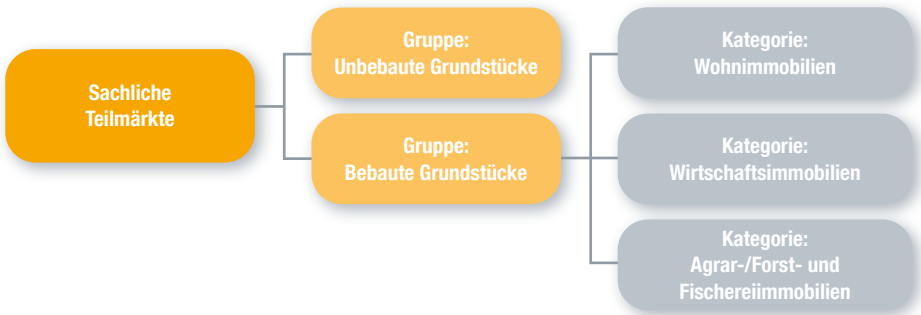 Sachliche
Teilmärkte
Gruppe:
Unbebaute Grundstücke
Gruppe:
Bebaute Grundstücke
Kategorie:
Wohnimmobilien
Kategorie:
Wirtschaftsimmobilien
Kategorie:
Agrar-/Forst- und
Fischereiimmobilien